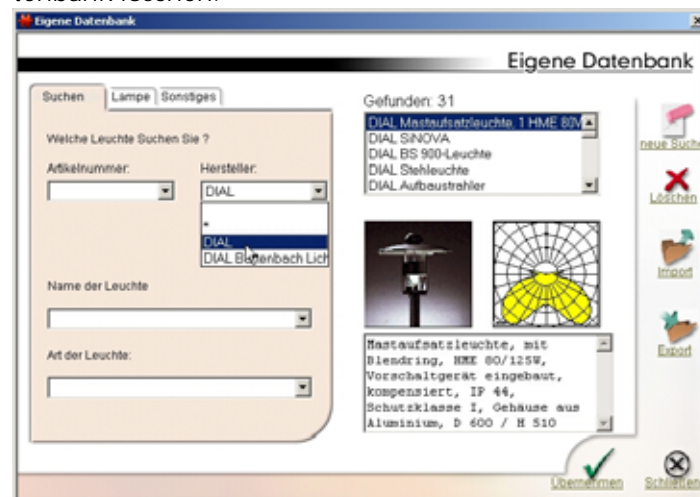 Eigene Datenbank
Eigene Datenbank
Suchen Lampe Sonstiges
Welche Leuchte Suchen Sie ?
Artikelnummer: Hersteller:
DIAL
*
DIAL
DIAL
Name der Leuchte
Art der Leuchte:
Gefunden: 31
DIAL Mastaufsatzleuchte, 1 HME 80W
DIAL SiNOVA
DIAL BS 900-Leuchte
DIAL Stehleuchte
DIAL Aufbaustrahler
Mastaufsatzleuchte, mit
Blendring, HME 80/125W,
Vorschaltgerät eingebaut,
kompensiert, IP 44,
Schutzklasse I, Gehäuse aus
Aluminium, D 600 / H 510
neue Suche
Löschen
Import
Export
Übernehmen
Schließen